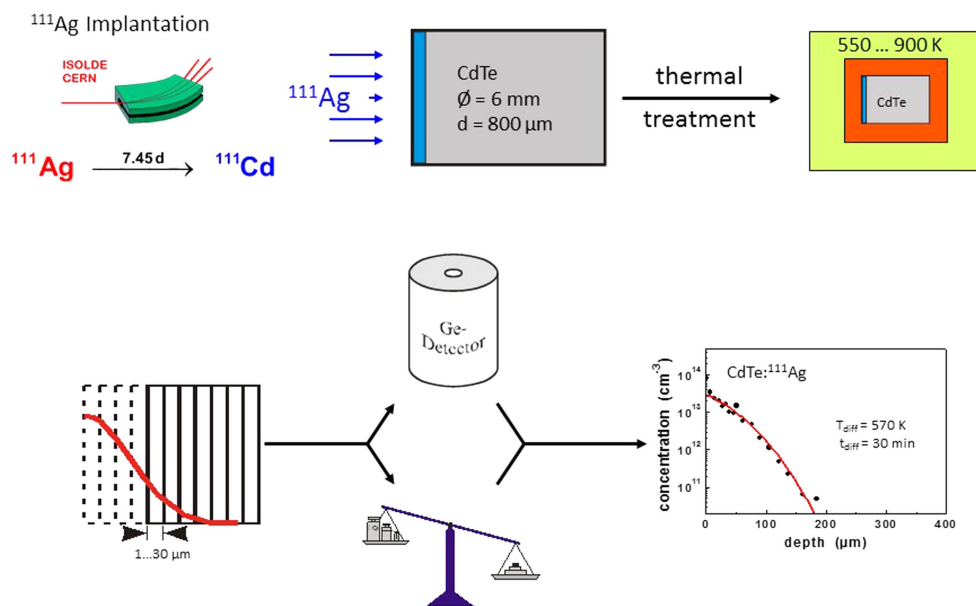 ¹¹¹Ag Implantation
ISOLDE
CERN
¹¹¹Ag
7.45 d
¹¹¹Cd
¹¹¹Ag
CdTe
Ø = 6 mm
d = 800 µm
thermal
treatment
550 ... 900 K
CdTe
Ge-
Detector
1...30 µm
concentration (cm⁻³)
10¹⁴
10¹³
10¹²
10¹¹
CdTe:¹¹¹Ag
T_diff = 570 K
t_diff = 30 min
0
100
200
300
400
depth (µm)